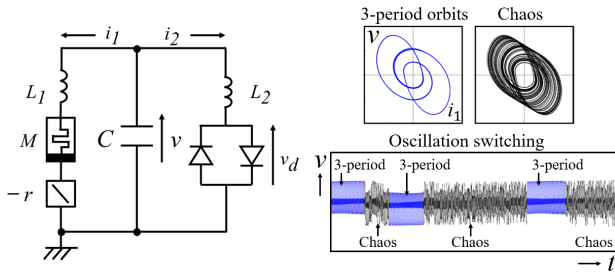 i1
i2
L1
M
−r
C
v
L2
vd
3-period orbits
v
i1
Chaos
Oscillation switching
v
3-period
3-period
3-period
Chaos
Chaos
Chaos
t